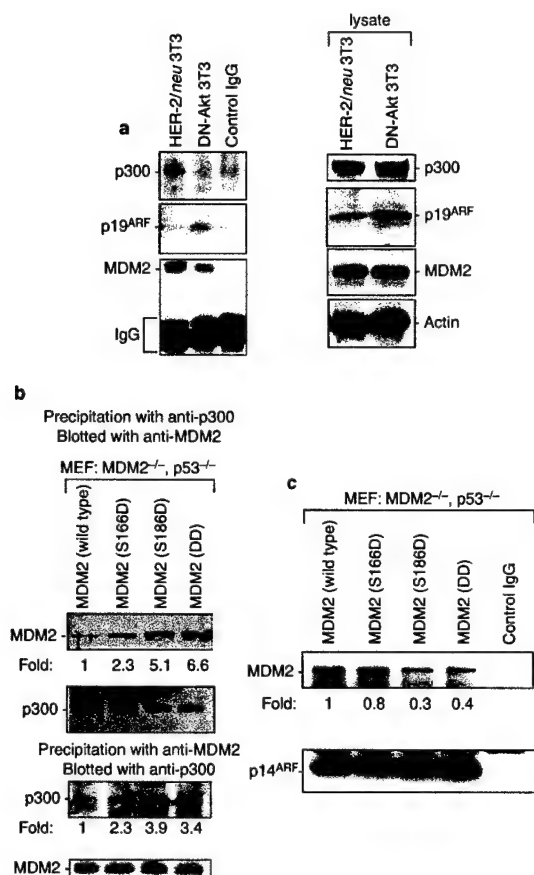 a
HER-2/neu 3T3
DN-Akt 3T3
Control IgG
p300
p19ARF
MDM2
IgG
lysate
HER-2/neu 3T3
DN-Akt 3T3
p300
p19ARF
MDM2
Actin
b
Precipitation with anti-p300
Blotted with anti-MDM2
MEF: MDM2–/–, p53–/–
MDM2 (wild type)
MDM2 (S166D)
MDM2 (S186D)
MDM2 (DD)
MDM2
Fold: 1 2.3 5.1 6.6
p300
Precipitation with anti-MDM2
Blotted with anti-p300
p300
Fold: 1 2.3 3.9 3.4
MDM2
c
MEF: MDM2–/–, p53–/–
MDM2 (wild type)
MDM2 (S166D)
MDM2 (S186D)
MDM2 (DD)
Control IgG
MDM2
Fold: 1 0.8 0.3 0.4
p14ARF